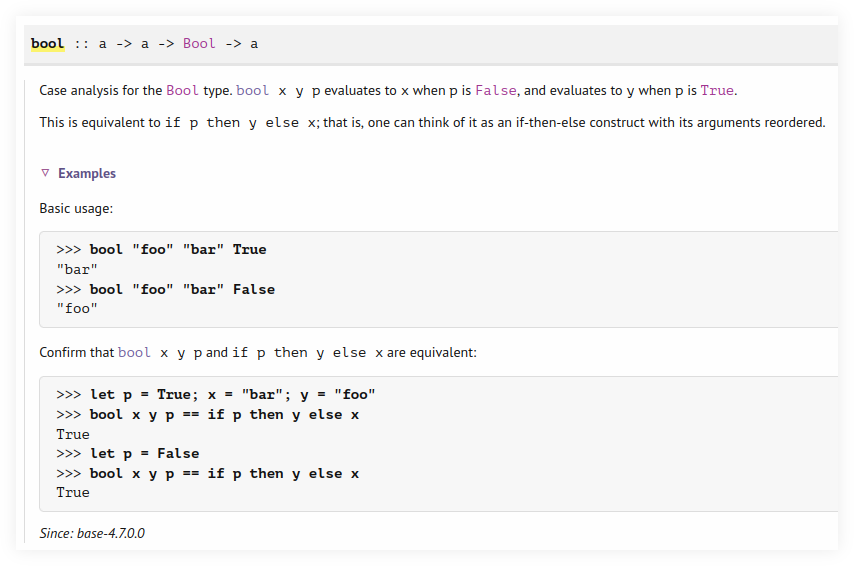 bool :: a -> a -> Bool -> a
Case analysis for the Bool type. bool x y p evaluates to x when p is False, and evaluates to y when p is True.
This is equivalent to if p then y else x; that is, one can think of it as an if-then-else construct with its arguments reordered.
▽ Examples
Basic usage:
>>> bool "foo" "bar" True
"bar"
>>> bool "foo" "bar" False
"foo"
Confirm that bool x y p and if p then y else x are equivalent:
>>> let p = True; x = "bar"; y = "foo"
>>> bool x y p == if p then y else x
True
>>> let p = False
>>> bool x y p == if p then y else x
True
Since: base-4.7.0.0